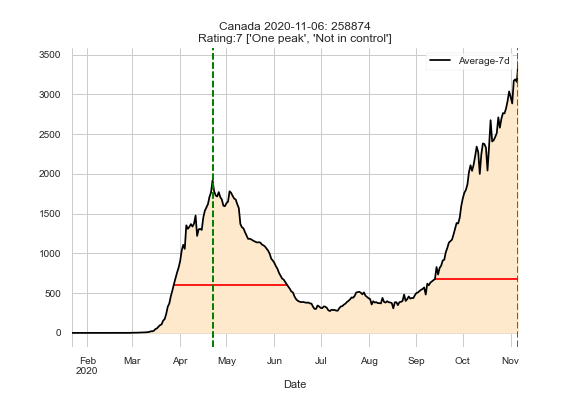 Canada 2020-11-06: 258874
Rating:7 ['One peak', 'Not in control']
Average-7d
3500
3000
2500
2000
1500
1000
500
0
Feb Mar Apr May Jun Jul Aug Sep Oct Nov
2020
Date